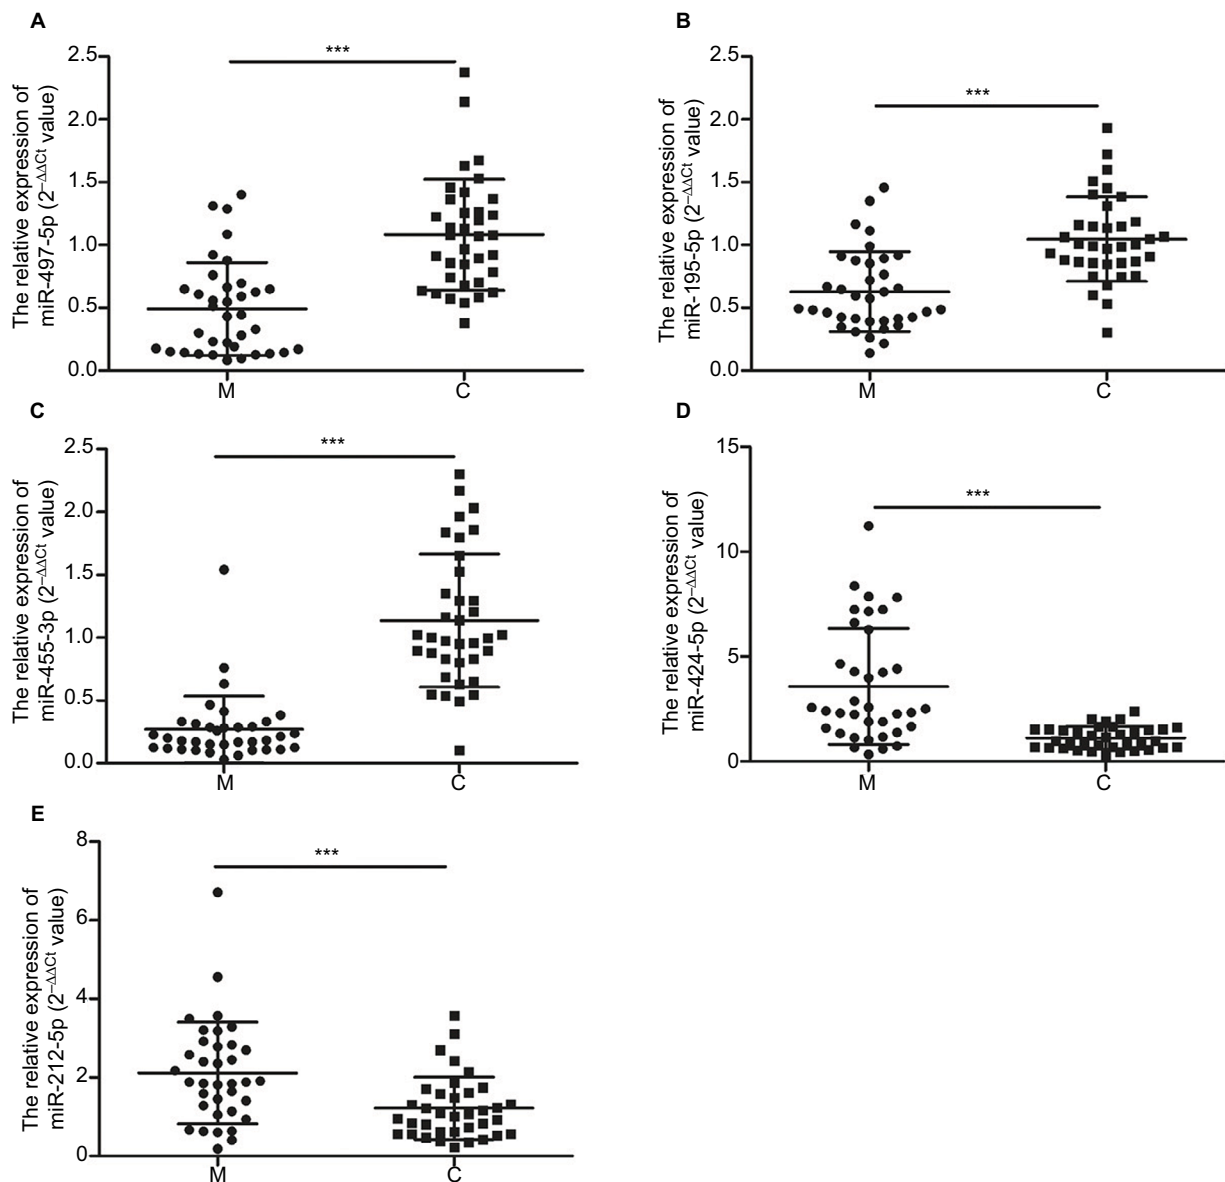 A
***
The relative expression of
miR-497-5p (2−ΔΔCt value)
2.5
2.0
1.5
1.0
0.5
0.0
M C
B
***
The relative expression of
miR-195-5p (2−ΔΔCt value)
2.5
2.0
1.5
1.0
0.5
0.0
M C
C
***
The relative expression of
miR-455-3p (2−ΔΔCt value)
2.5
2.0
1.5
1.0
0.5
0.0
M C
D
***
The relative expression of
miR-424-5p (2−ΔΔCt value)
15
10
5
0
M C
E
***
The relative expression of
miR-212-5p (2−ΔΔCt value)
8
6
4
2
0
M C